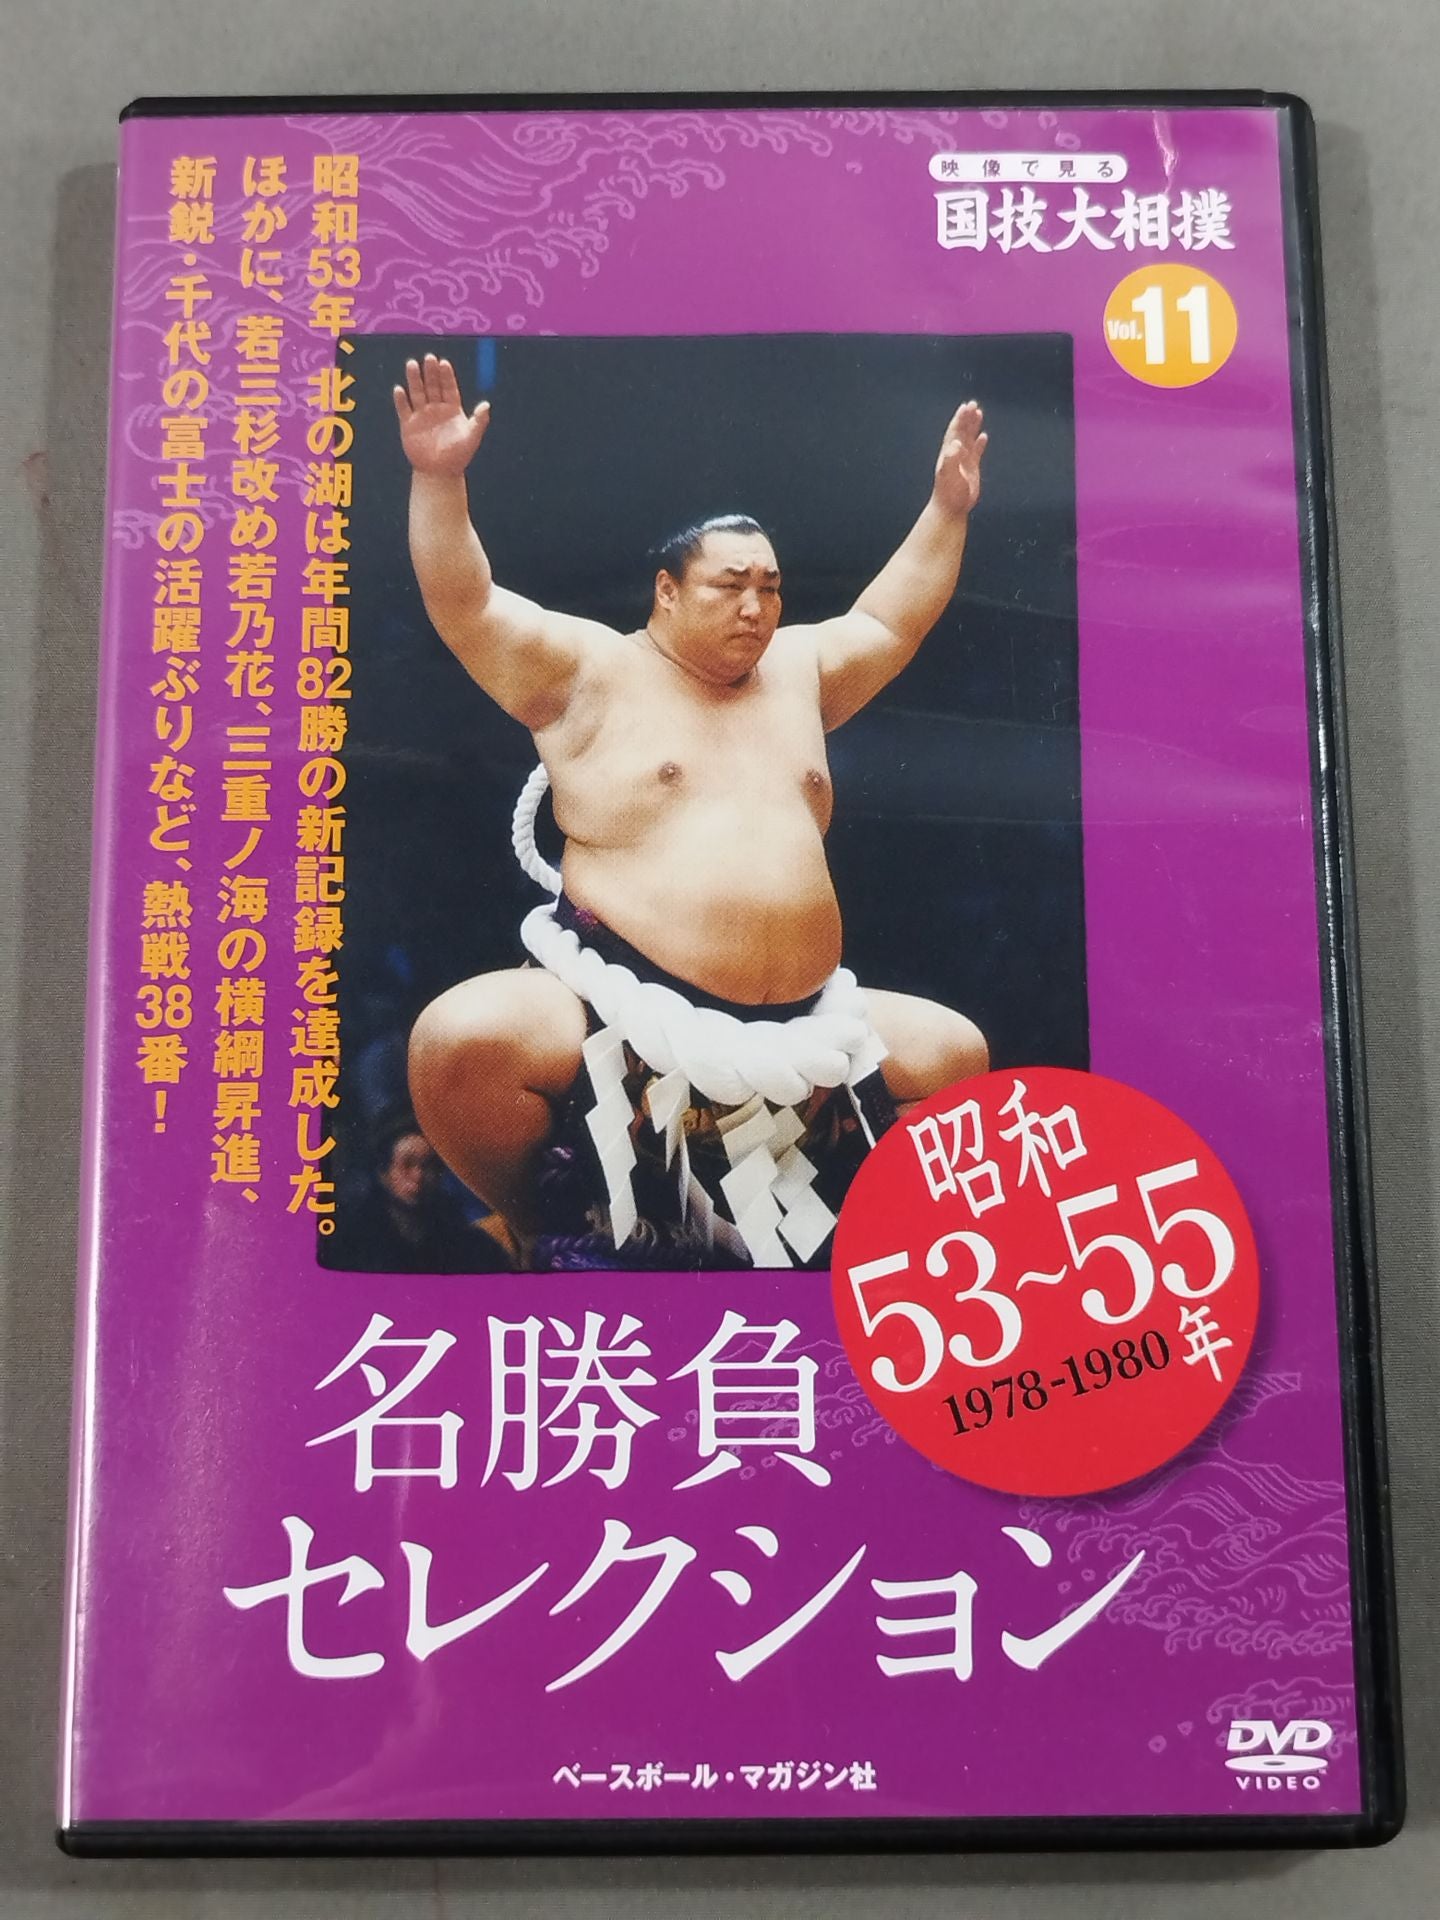 映像で見る
国技大相撲
Vol.11
昭和53年、北の湖は年間82勝の新記録を達成した。
ほかに、若三杉改め若乃花、三重ノ海の横綱昇進、
新鋭・千代の富士の活躍ぶりなど、熱戦38番！
昭和
53～55年
1978-1980
名勝負
セレクション
ベースボール・マガジン社
DVD
VIDEO